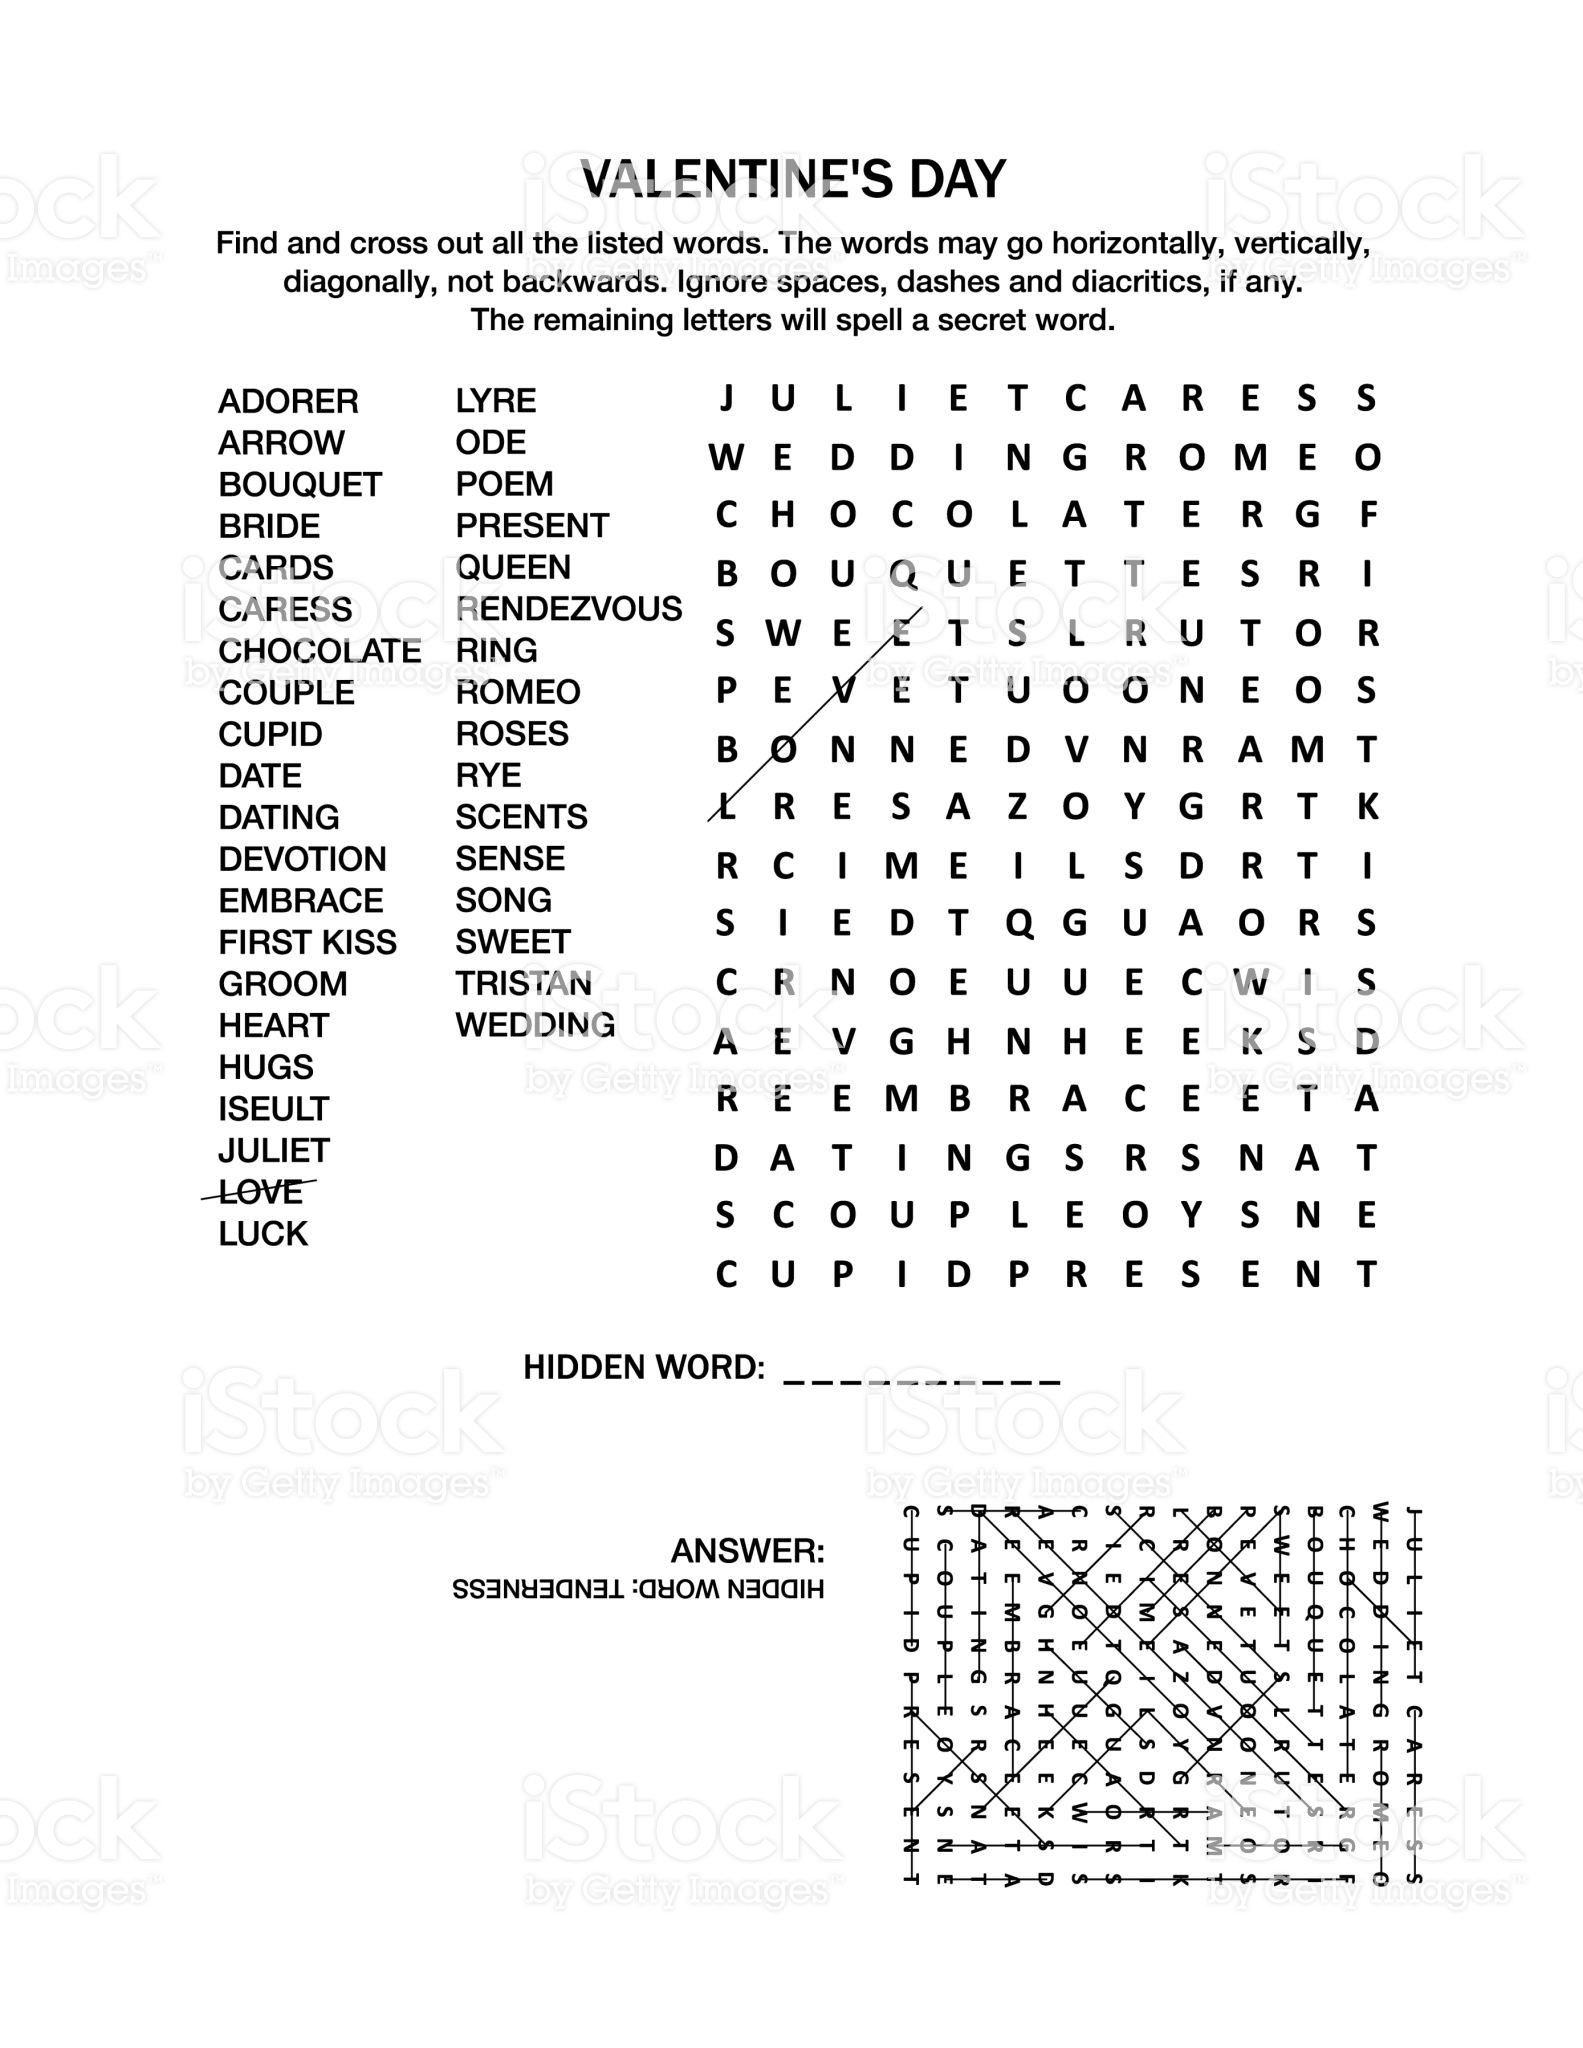 VALENTINE'S DAY
Find and cross out all the listed words. The words may go horizontally, vertically,
diagonally, not backwards. Ignore spaces, dashes and diacritics, if any.
The remaining letters will spell a secret word.
ADORER
ARROW
BOUQUET
BRIDE
CARDS
CARESS
CHOCOLATE
COUPLE
CUPID
DATE
DATING
DEVOTION
EMBRACE
FIRST KISS
GROOM
HEART
HUGS
ISEULT
JULIET
LOVE
LUCK
LYRE
ODE
POEM
PRESENT
QUEEN
RENDEZVOUS
RING
ROMEO
ROSES
RYE
SCENTS
SENSE
SONG
SWEET
TRISTAN
WEDDING
J U L I E T C A R E S S
W E D D I N G R O M E O
C H O C O L A T E R G F
B O U Q U E T T E S R I
S W E E T S L R U T O R
P E V E T U O O N E O S
B O N N E D V N R A M T
L R E S A Z O Y G R T K
R C I M E I L S D R T I
S I E D T Q G U A O R S
C R N O E U U E C W I S
A E V G H N H E E K S D
R E E M B R A C E E T A
D A T I N G S R S N A T
S C O U P L E O Y S N E
C U P I D P R E S E N T
HIDDEN WORD: _ _ _ _ _ _ _ _ _ _
ANSWER:
HIDDEN WORD: TENDERNESS
J U L I E T C A R E S S
W E D D I N G R O M E O
C H O C O L A T E R G F
B O U Q U E T T E S R I
S W E E T S L R U T O R
P E V E T U O O N E O S
B O N N E D V N R A M T
L R E S A Z O Y G R T K
R C I M E I L S D R T I
S I E D T Q G U A O R S
C R N O E U U E C W I S
A E V G H N H E E K S D
R E E M B R A C E E T A
D A T I N G S R S N A T
S C O U P L E O Y S N E
C U P I D P R E S E N T
iStock
by Getty Images